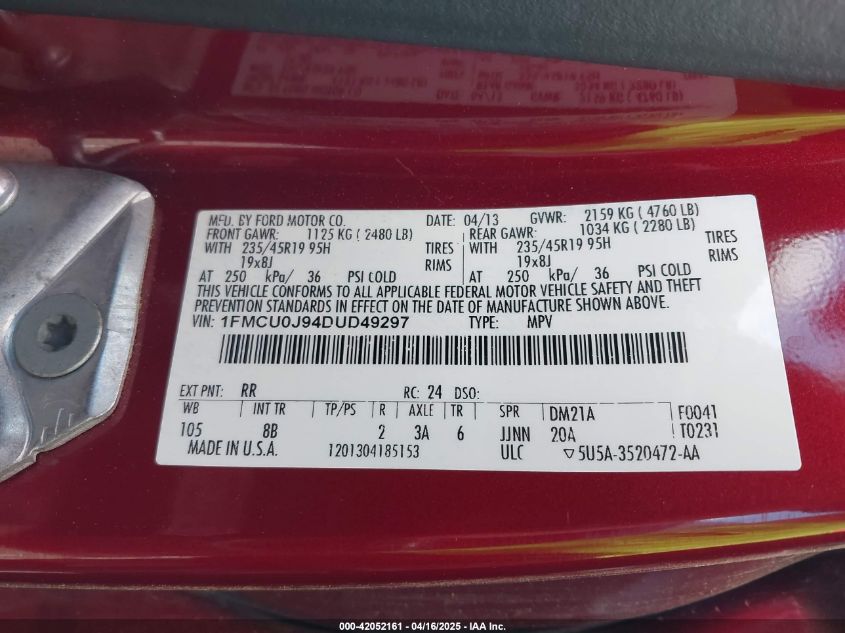 MFD. BY FORD MOTOR CO. DATE: 04/13 GVWR: 2159 KG ( 4760 LB)
FRONT GAWR: 1125 KG ( 2480 LB) REAR GAWR: 1034 KG ( 2280 LB)
WITH 235/45R19 95H TIRES WITH 235/45R19 95H TIRES
19x8J RIMS 19x8J RIMS
AT 250 kPa/ 36 PSI COLD AT 250 kPa/ 36 PSI COLD
THIS VEHICLE CONFORMS TO ALL APPLICABLE FEDERAL MOTOR VEHICLE SAFETY AND THEFT
PREVENTION STANDARDS IN EFFECT ON THE DATE OF MANUFACTURE SHOWN ABOVE.
VIN: 1FMCU0J94DUD49297 TYPE: MPV
EXT PNT: RR RC: 24 DSO:
WB INT TR TP/PS R AXLE TR SPR DM21A F0041
105 8B 2 3A 6 JJNN 20A T0231
MADE IN U.S.A. 1201304185153 ULC ▽5U5A-3520472-AA
000-42052161 | 04/16/2025 - IAA Inc.